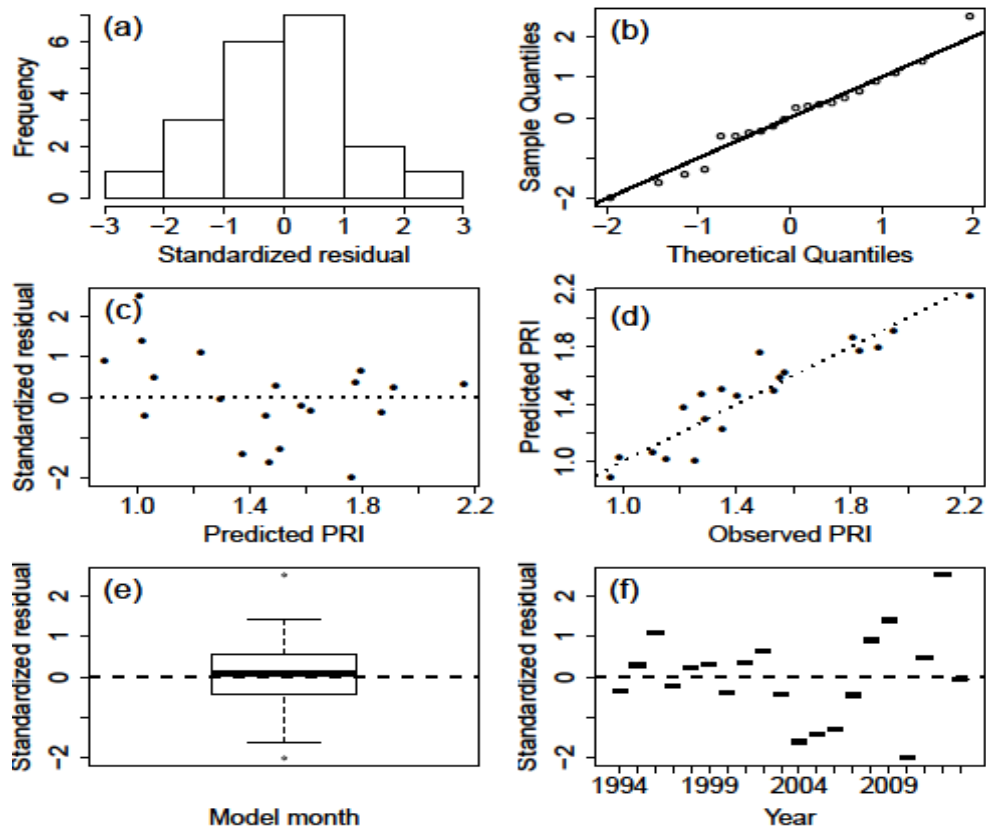 (a)
Frequency
0 2 4 6
−3 −2 −1 0 1 2 3
Standardized residual
(b)
Sample Quantiles
−2 0 1 2
−2 −1 0 1 2
Theoretical Quantiles
(c)
Standardized residual
−2 0 1 2
1.0 1.4 1.8 2.2
Predicted PRI
(d)
Predicted PRI
1.0 1.4 1.8 2.2
1.0 1.4 1.8 2.2
Observed PRI
(e)
Standardized residual
−2 0 1 2
Model month
(f)
Standardized residual
−2 0 1 2
1994 1999 2004 2009
Year